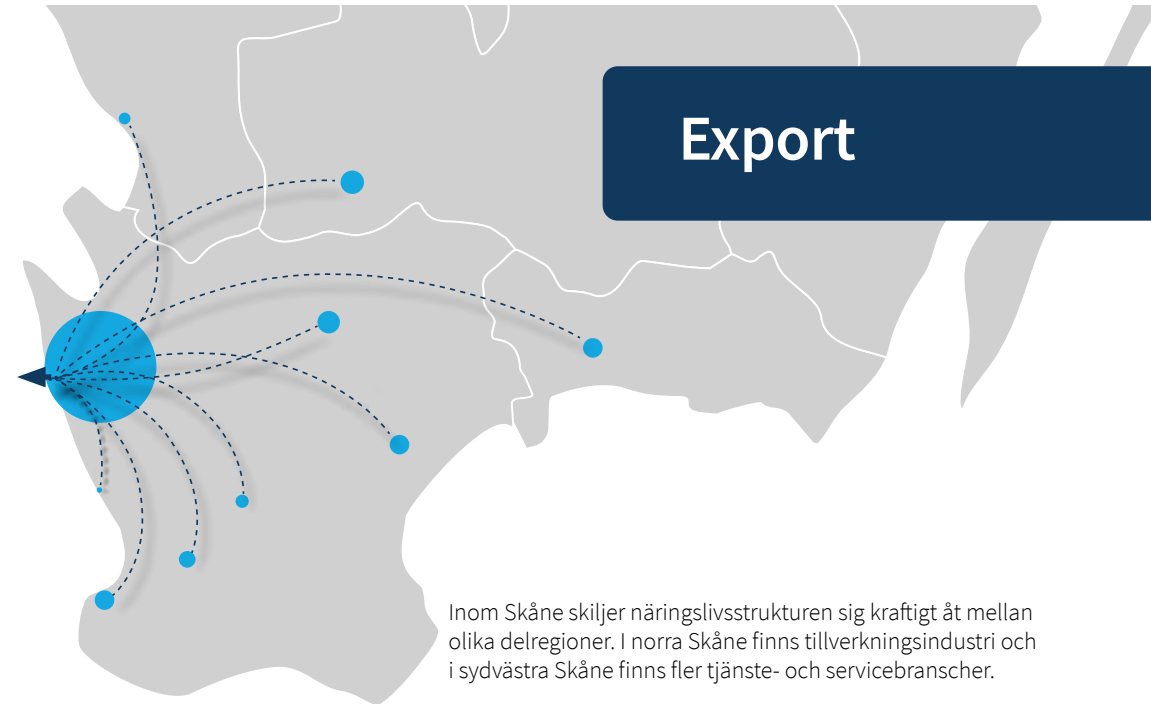 Export
Inom Skåne skiljer näringslivsstrukturen sig kraftigt åt mellan
olika delregioner. I norra Skåne finns tillverkningsindustri och
i sydvästra Skåne finns fler tjänste- och servicebranscher.